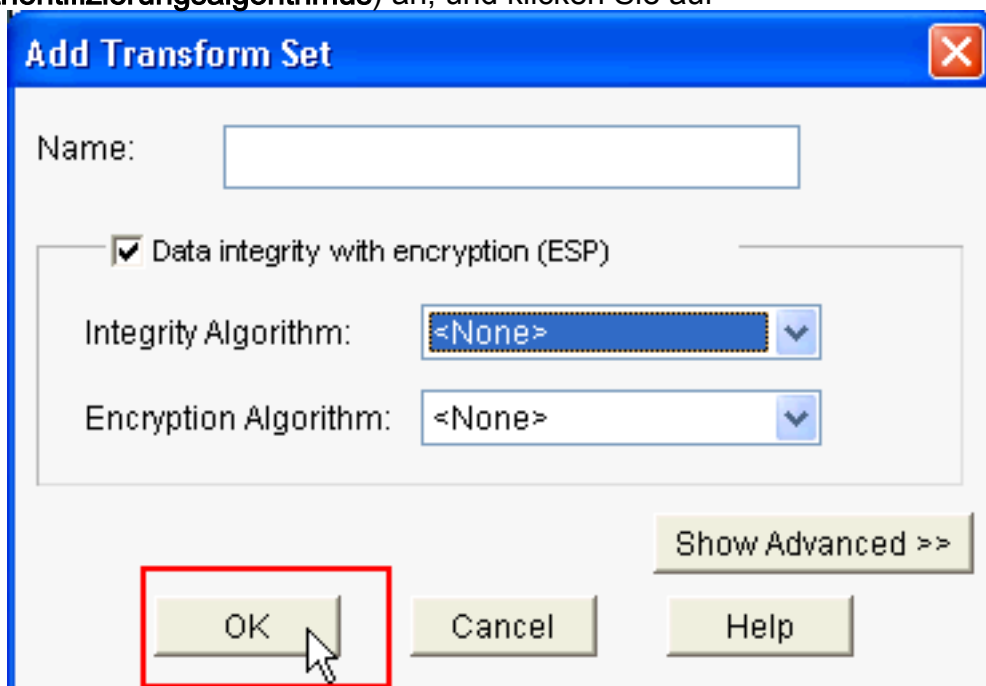 an, und klicken Sie auf
Add Transform Set
Name:
Data integrity with encryption (ESP)
Integrity Algorithm: <None>
Encryption Algorithm: <None>
Show Advanced >>
OK Cancel Help